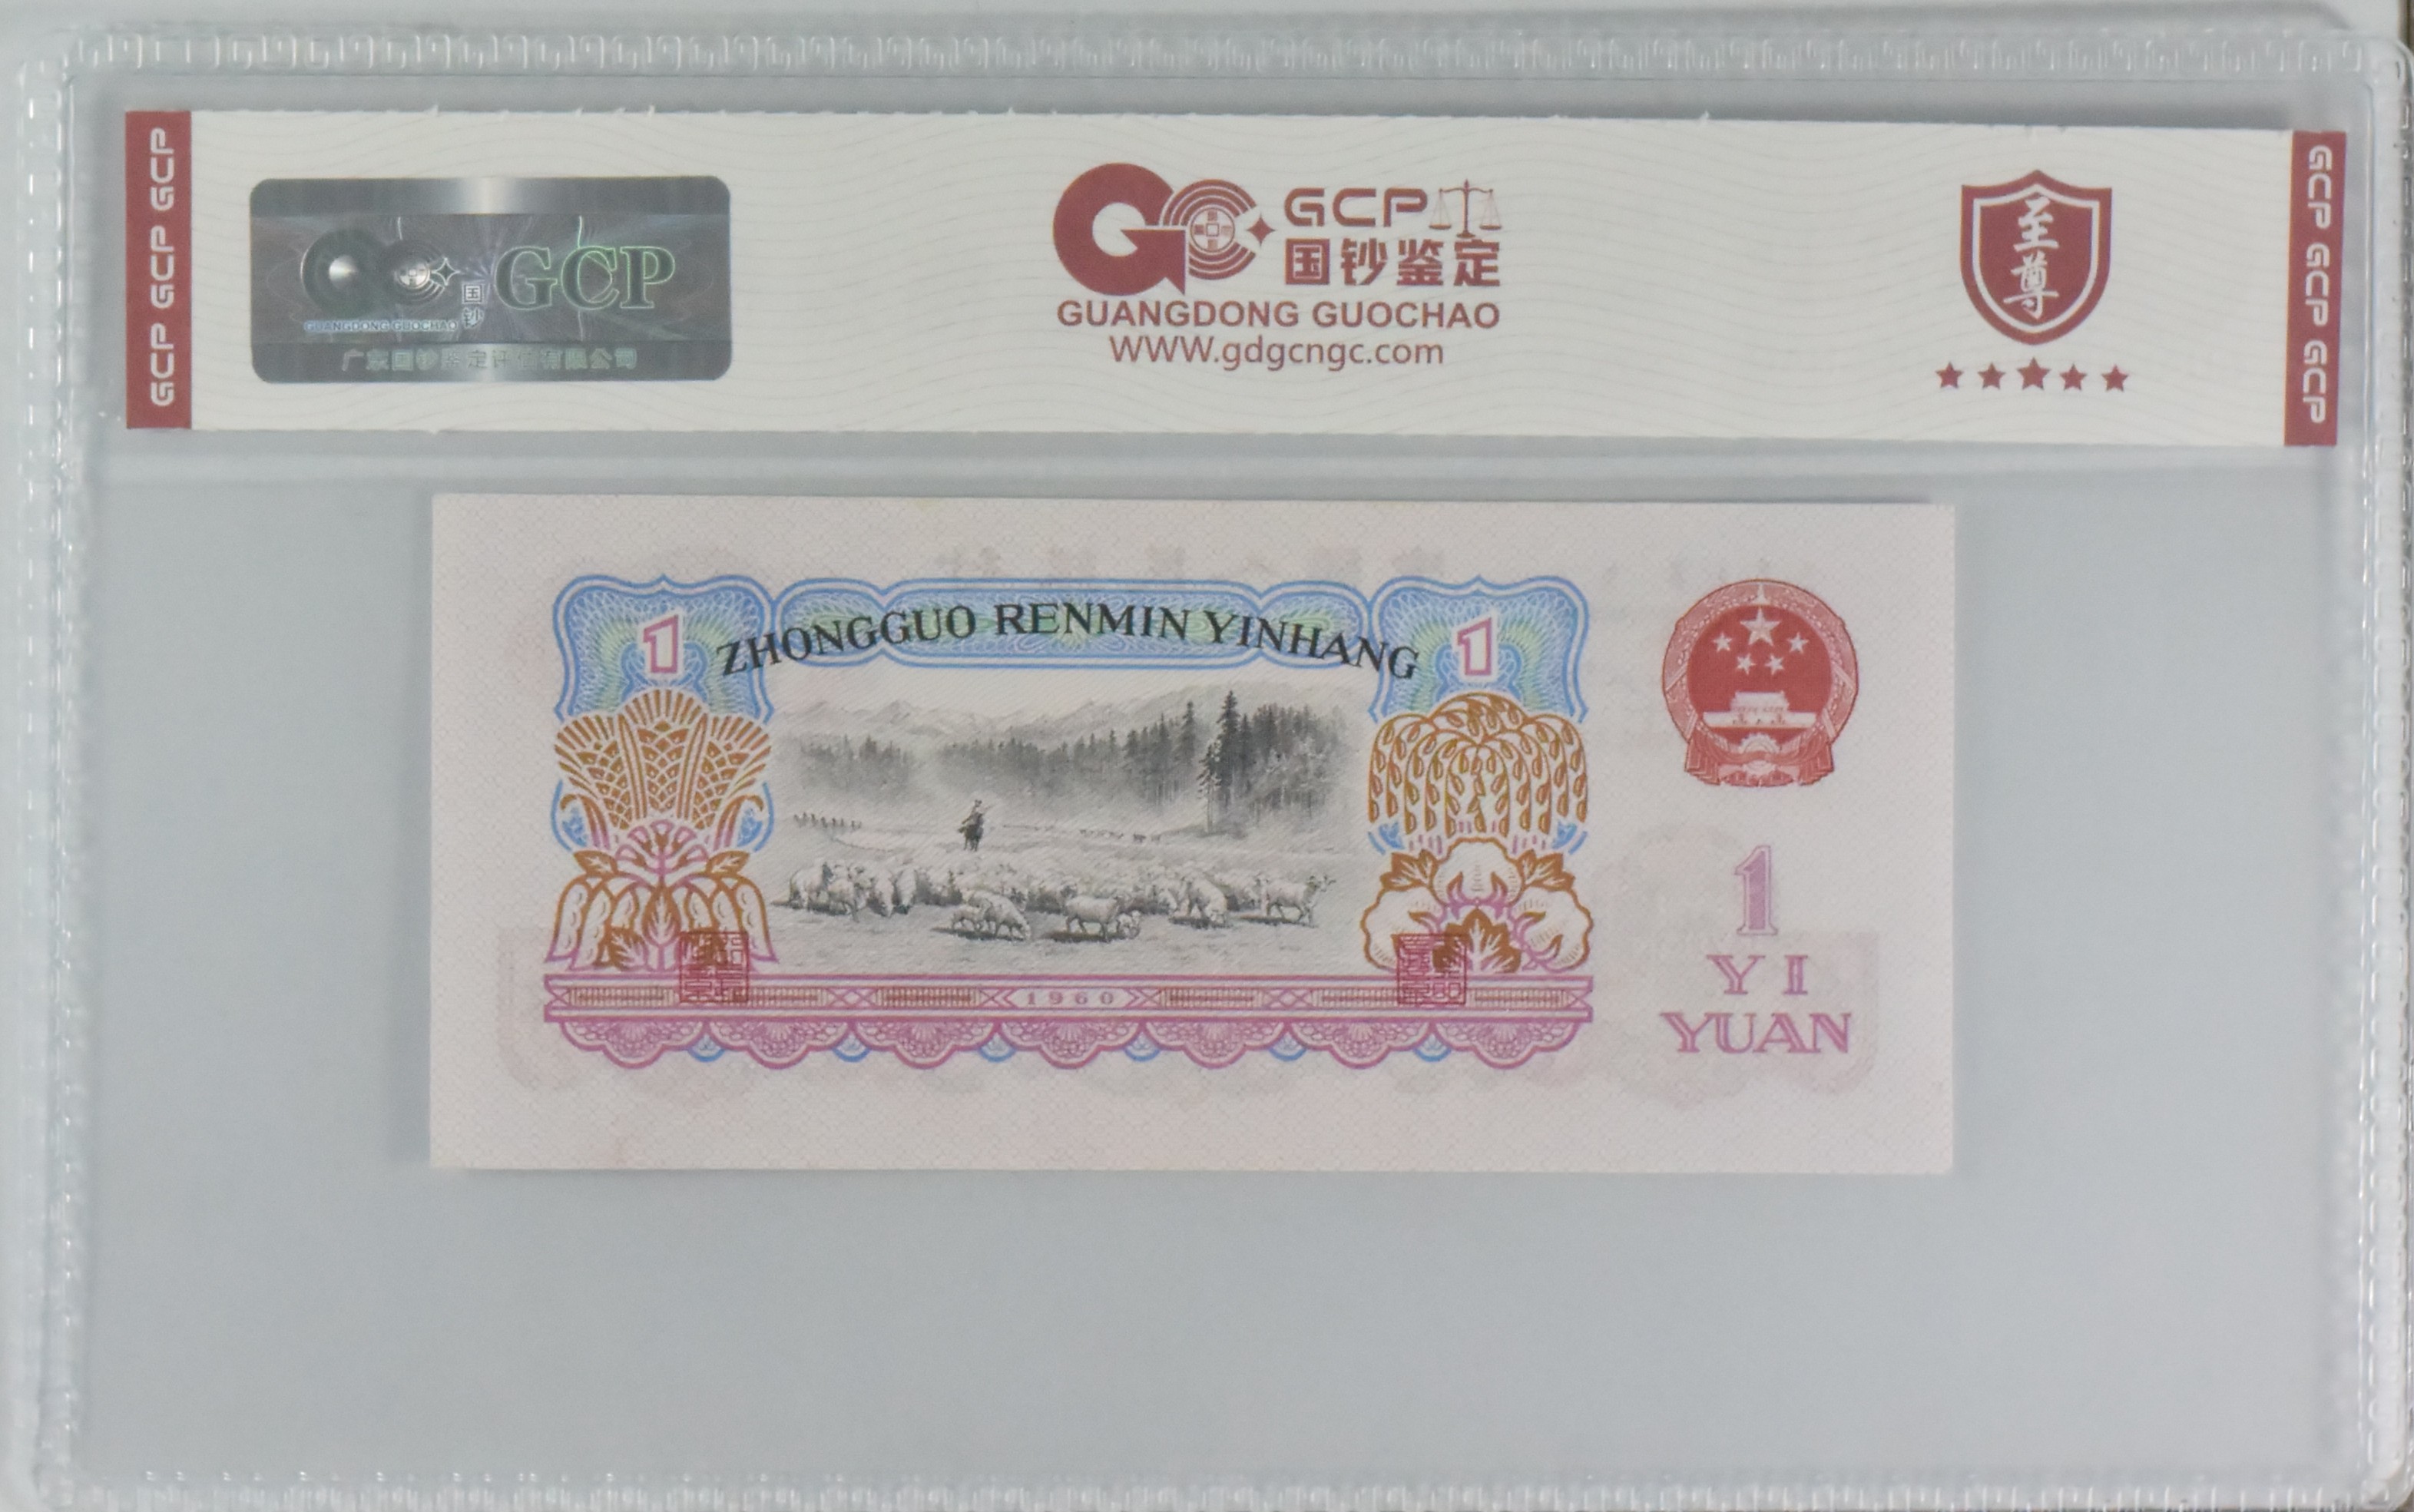 GCP GCP GCP
GCP
国钞
GUANGDONG GUOCHAO
广东国钞鉴定评估有限公司
GCP
国钞鉴定
GUANGDONG GUOCHAO
WWW.gdgcngc.com
至尊
GCP GCP GCP
1
ZHONGGUO RENMIN YINHANG
1
1
YI
YUAN
1960